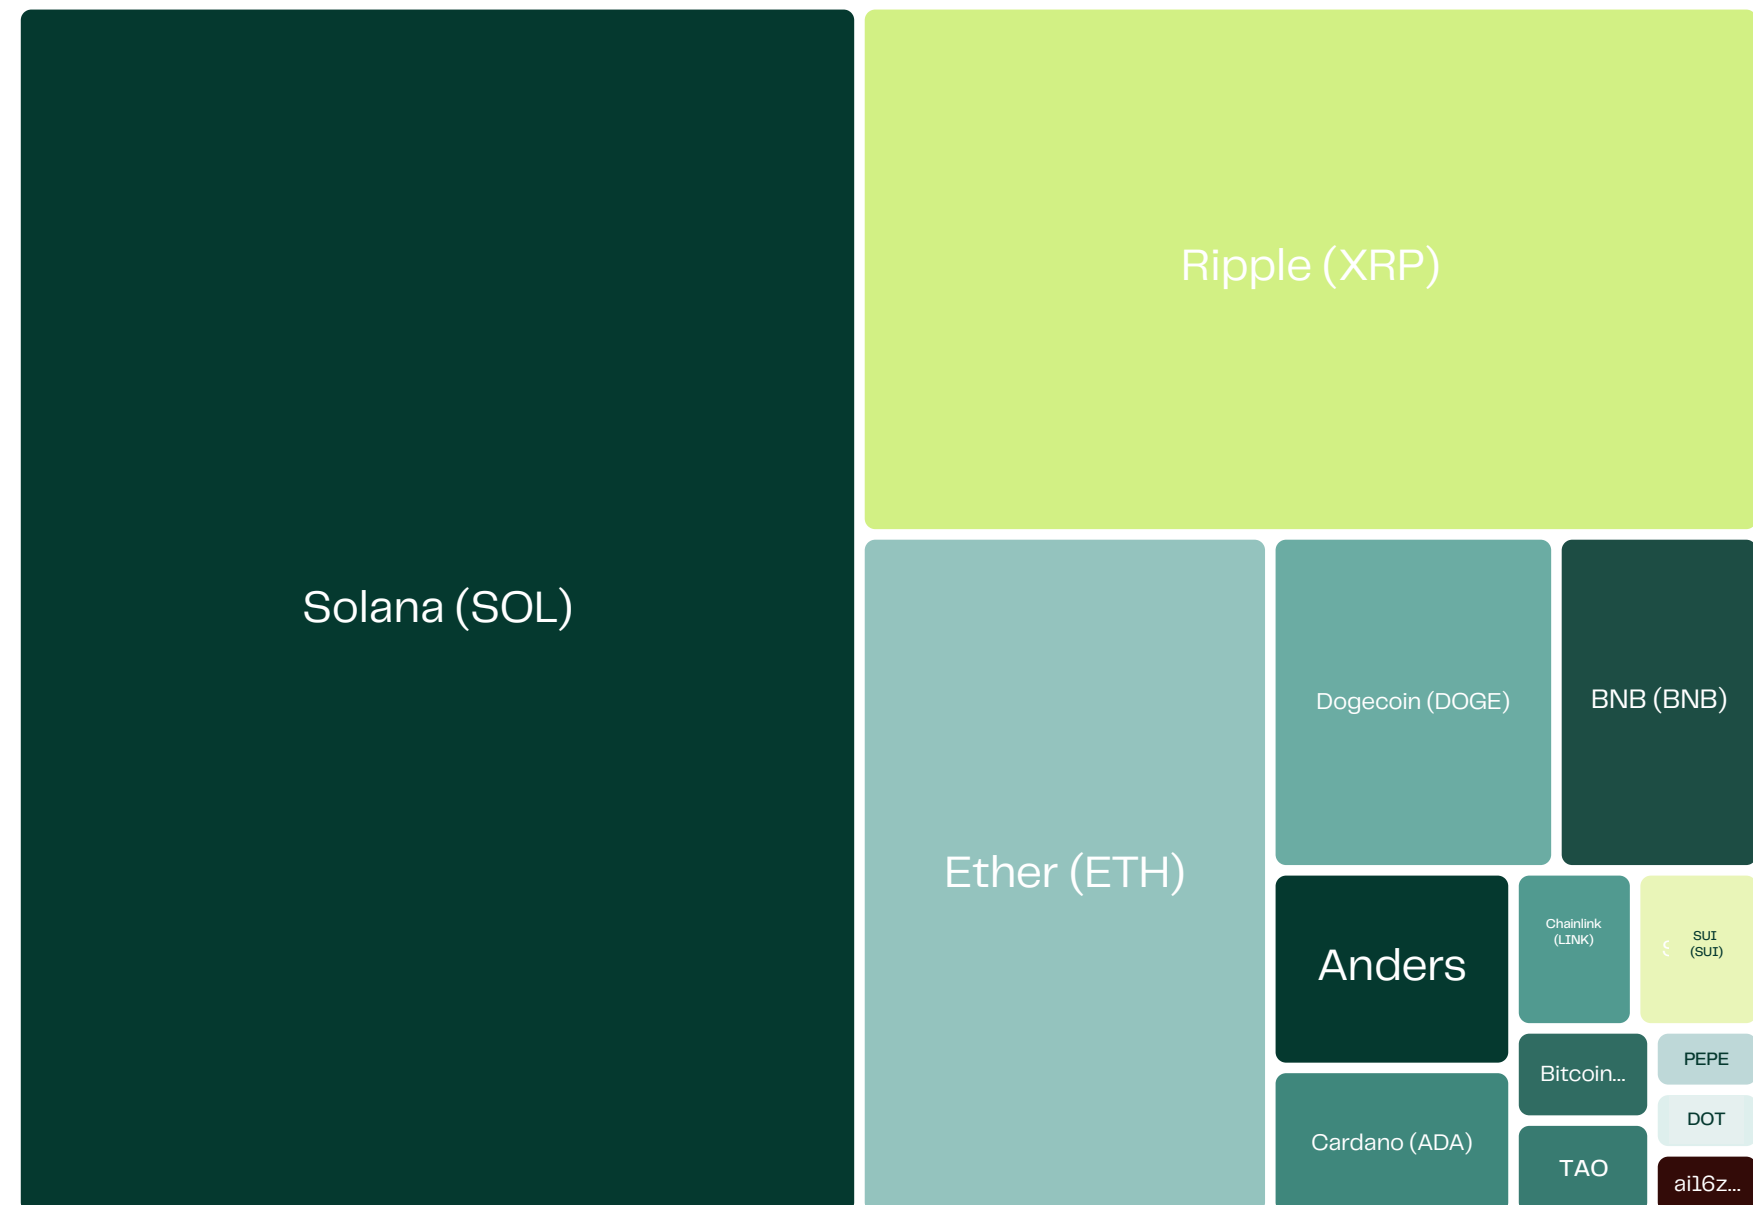 Solana (SOL)
Ripple (XRP)
Ether (ETH)
Dogecoin (DOGE)
BNB (BNB)
Anders
Chainlink
(LINK)
S
SUI
(SUI)
Cardano (ADA)
Bitcoin...
TAO
PEPE
DOT
ai16z...